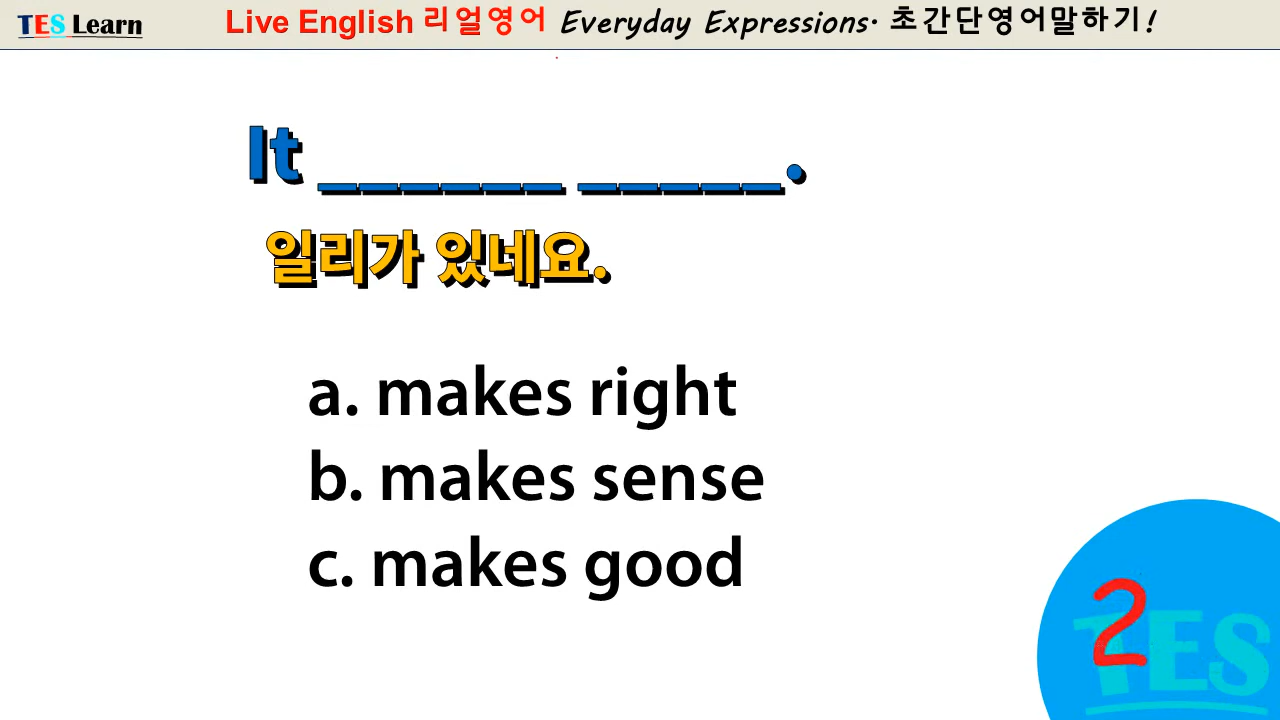 TES Learn Live English 리얼영어 Everyday Expressions· 초간단영어말하기!
It ______ _____.
일리가 있네요.
a. makes right
b. makes sense
c. makes good
2
TES